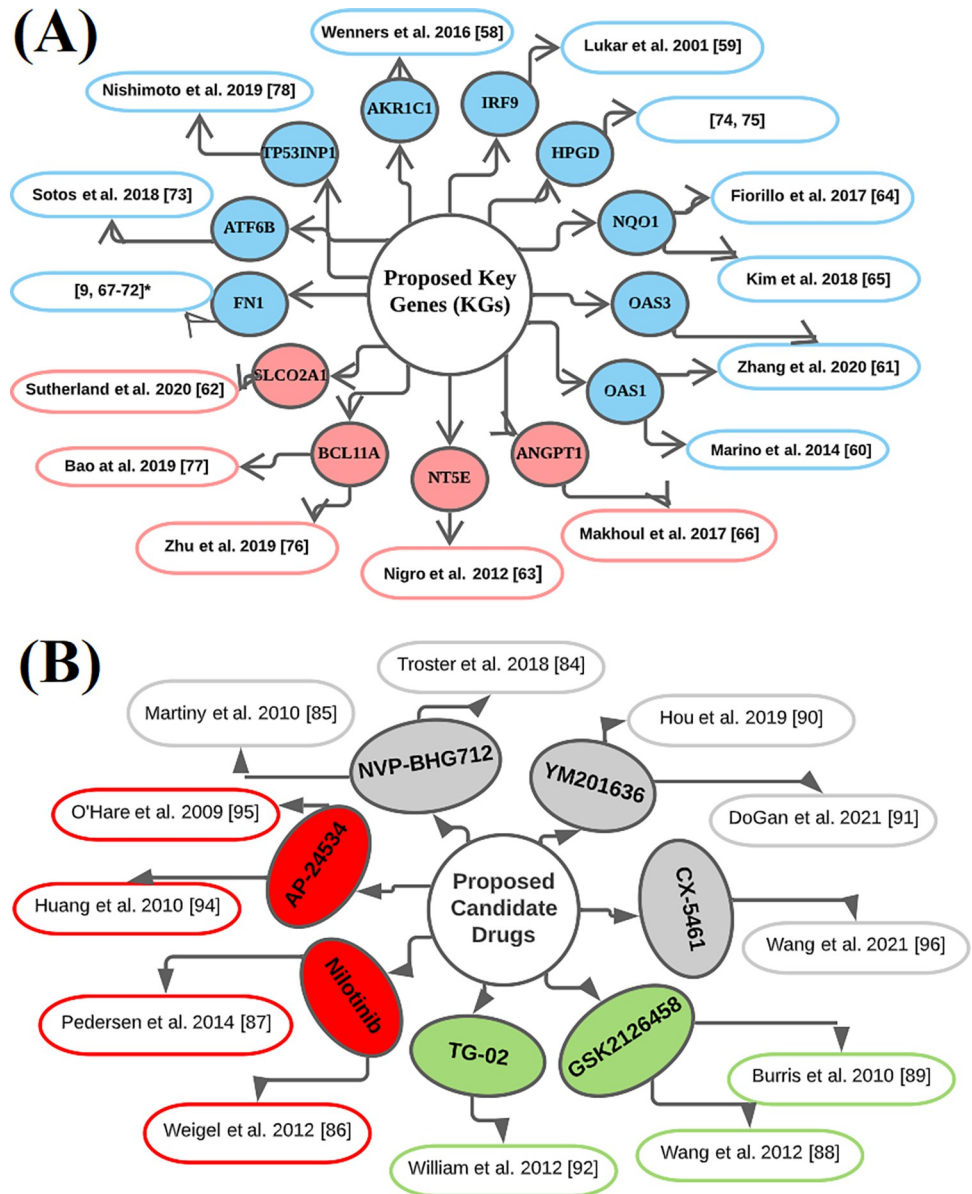 (A)
Wenners et al. 2016 [58]
Lukar et al. 2001 [59]
Nishimoto et al. 2019 [78]
AKR1C1
IRF9
[74, 75]
TP53INP1
HPGD
Sotos et al. 2018 [73]
Fiorillo et al. 2017 [64]
ATF6B
NQO1
Proposed Key
Genes (KGs)
Kim et al. 2018 [65]
[9, 67-72]*
FN1
OAS3
Zhang et al. 2020 [61]
SLCO2A1
Sutherland et al. 2020 [62]
OAS1
Marino et al. 2014 [60]
BCL11A
ANGPT1
Bao at al. 2019 [77]
NT5E
Makhoul et al. 2017 [66]
Zhu et al. 2019 [76]
Nigro et al. 2012 [63]
(B)
Troster et al. 2018 [84]
Martiny et al. 2010 [85]
Hou et al. 2019 [90]
NVP-BHG712
YM201636
O'Hare et al. 2009 [95]
DoGan et al. 2021 [91]
AP-24534
Proposed
Candidate
Drugs
CX-5461
Huang et al. 2010 [94]
Wang et al. 2021 [96]
Nilotinib
Pedersen et al. 2014 [87]
TG-02
GSK2126458
Burris et al. 2010 [89]
Weigel et al. 2012 [86]
William et al. 2012 [92]
Wang et al. 2012 [88]